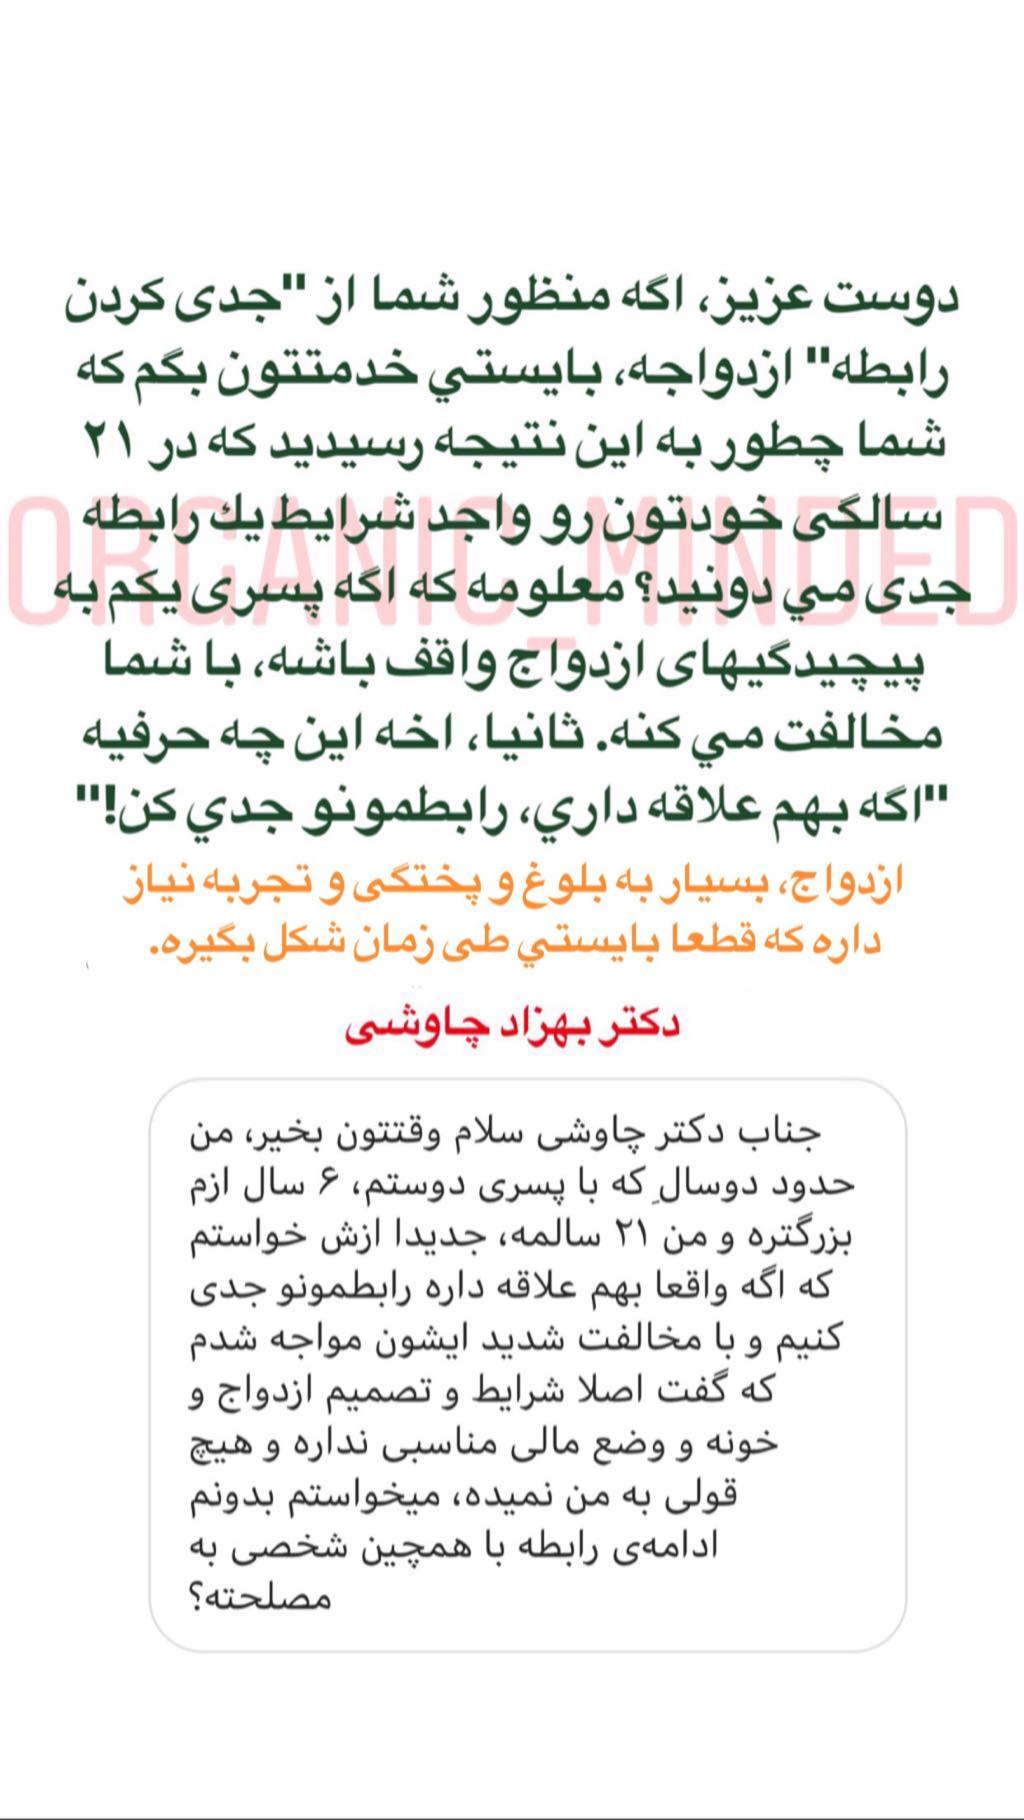 دوست عزیز، اگه منظور شما از "جدی کردن
رابطه" ازدواجه، بایستي خدمتتون بگم که
شما چطور به این نتیجه رسیدید که در ۲۱
سالگی خودتون‌رو واجد شرایط یك رابطه
جدی مي دونید؟ معلومه که اگه پسری یکم به
پیچیدگیهای ازدواج واقف باشه، با شما
مخالفت مي کنه. ثانیا، اخه این چه حرفیه
"اگه بهم علاقه داري، رابطمونو جدي کن!"
ازدواج، بسیار به بلوغ و پختگی و تجربه نیاز
داره که قطعا بایستي طی زمان شکل بگیره.
ORGANIC_MINDED
دکتر بهزاد چاوشی
جناب دکتر چاوشی سلام وقتتون بخیر، من
حدود دوسالِ که با پسری دوستم، ۶ سال ازم
بزرگتره و من ۲۱ سالمه، جدیدا ازش خواستم
که اگه واقعا بهم علاقه داره رابطمونو جدی
کنیم و با مخالفت شدید ایشون مواجه شدم
که گفت اصلا شرایط و تصمیم ازدواج و
خونه و وضع مالی مناسبی نداره و هیچ
قولی به من نمیده، میخواستم بدونم
ادامه‌ی رابطه با همچین شخصی به
مصلحته؟